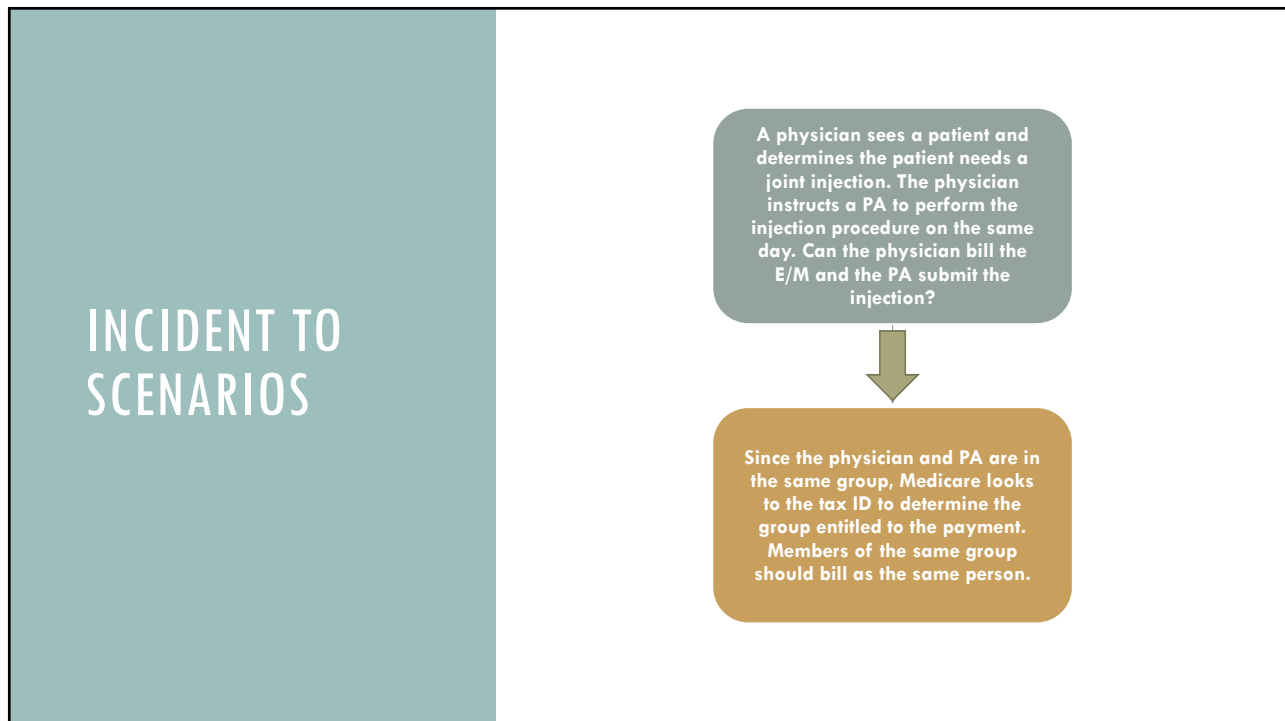 INCIDENT TO
SCENARIOS
A physician sees a patient and
determines the patient needs a
joint injection. The physician
instructs a PA to perform the
injection procedure on the same
day. Can the physician bill the
E/M and the PA submit the
injection?
Since the physician and PA are in
the same group, Medicare looks
to the tax ID to determine the
group entitled to the payment.
Members of the same group
should bill as the same person.